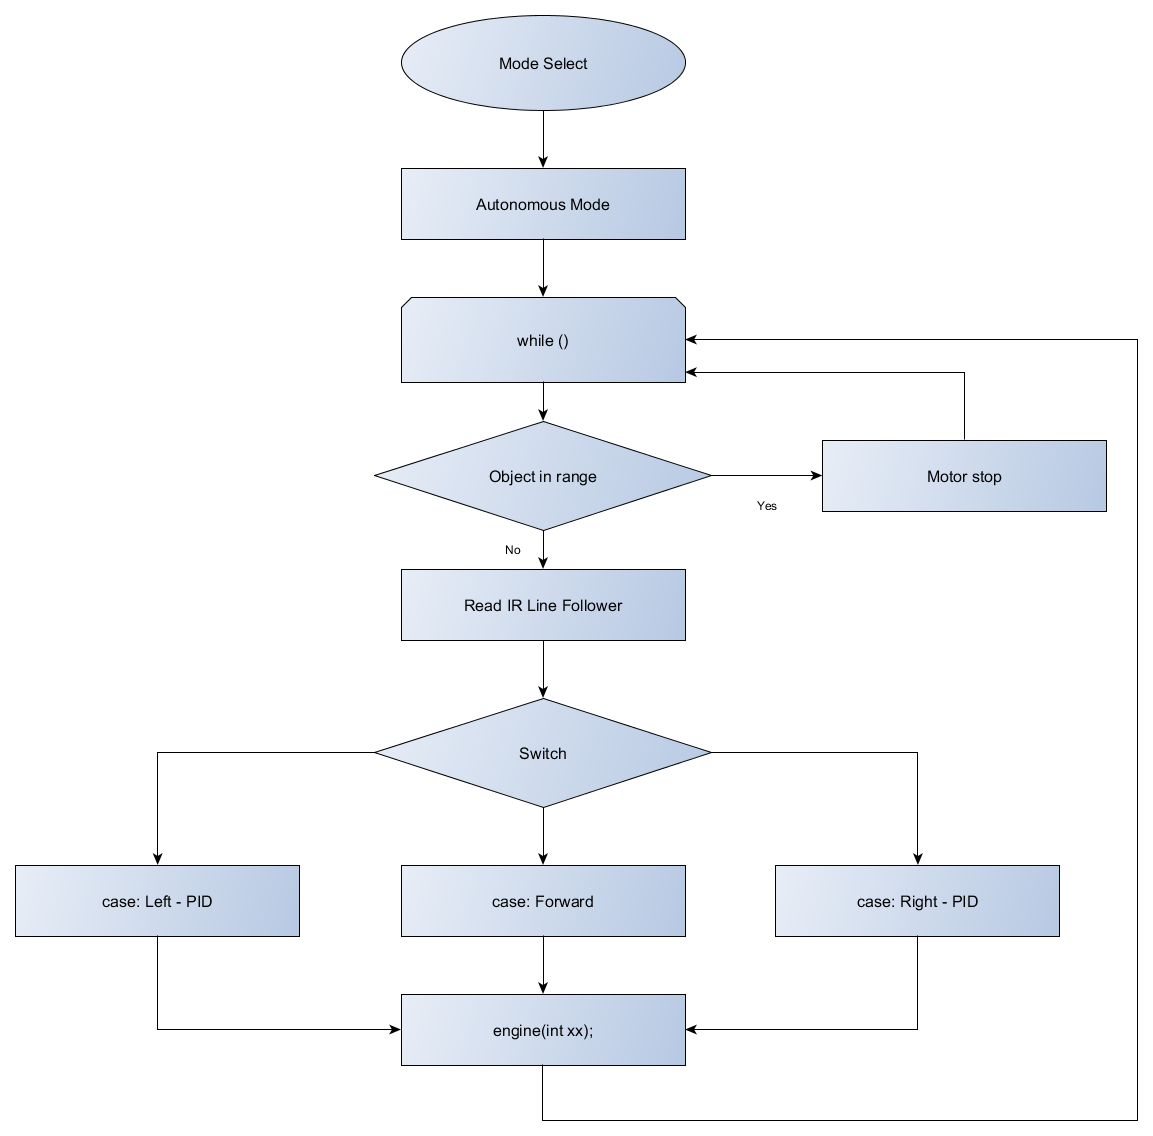 Mode Select
Autonomous Mode
while ()
Object in range
Motor stop
Yes
No
Read IR Line Follower
Switch
case: Left - PID
case: Forward
case: Right - PID
engine(int xx);